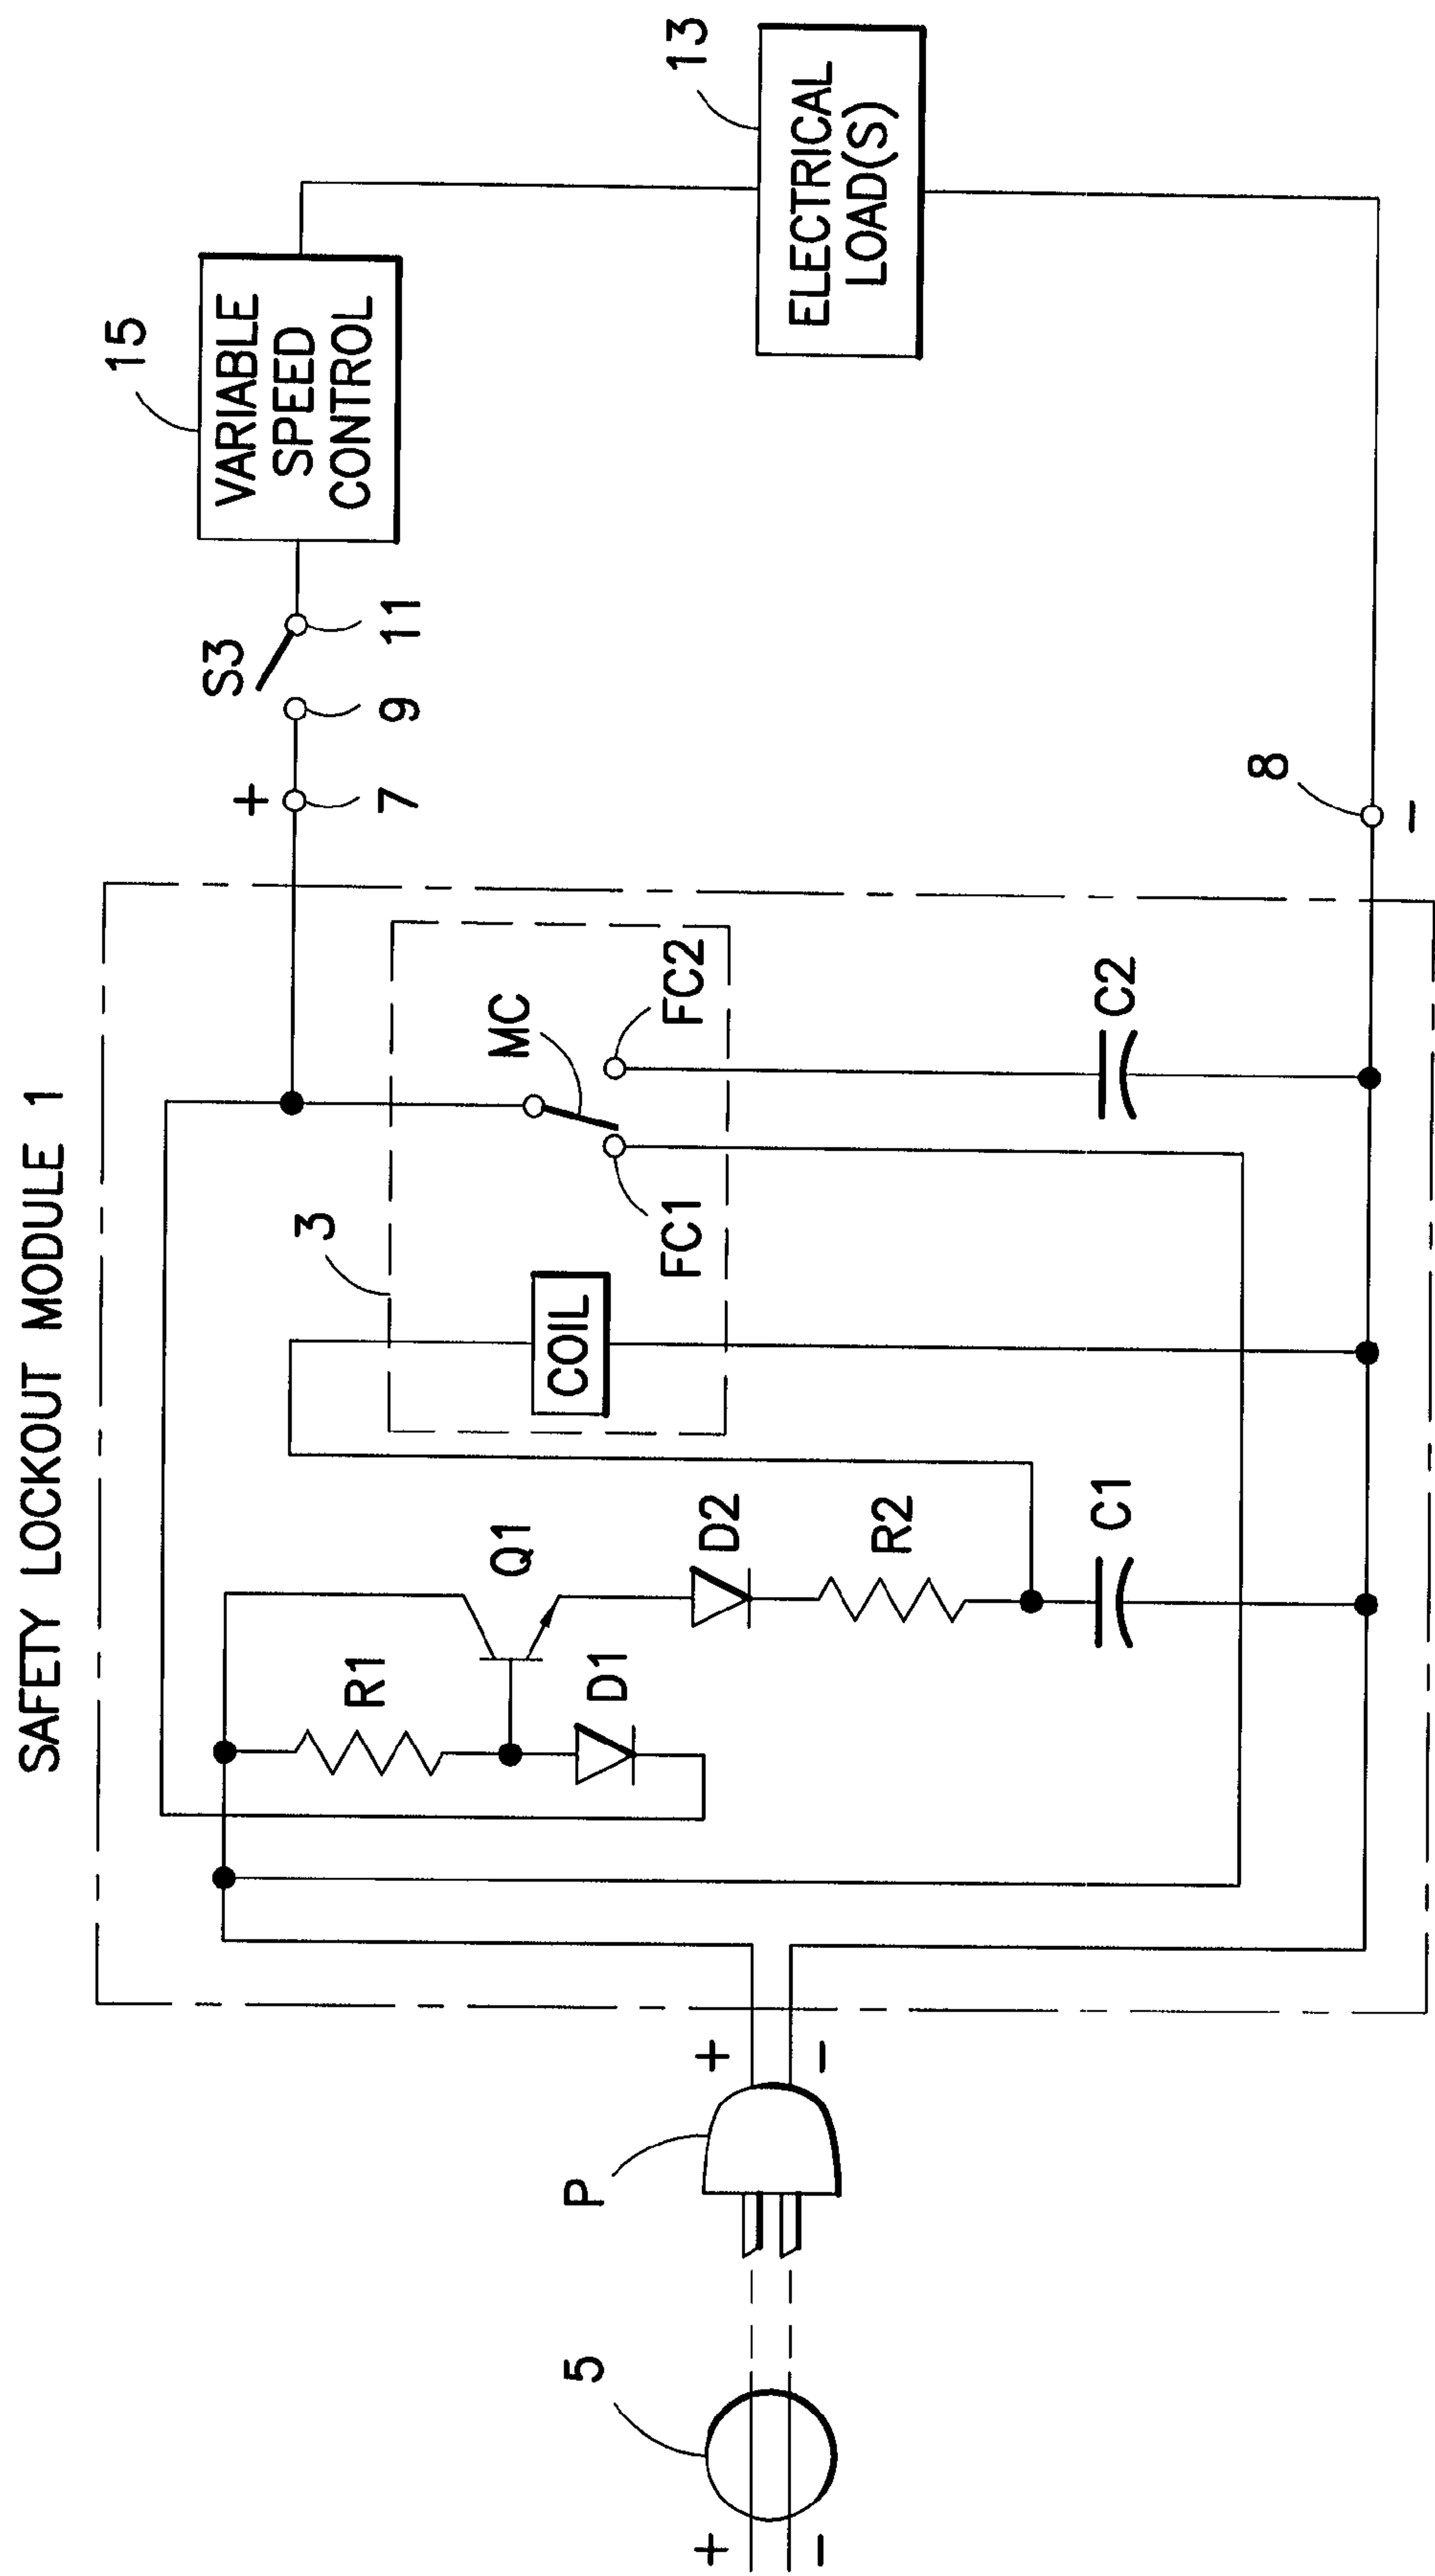 SAFETY LOCKOUT MODULE 1
15
VARIABLE
SPEED
CONTROL
S3
11
9
+
7
13
ELECTRICAL
LOAD(S)
8
−
3
MC
FC2
FC1
COIL
C2
R1
Q1
D1
D2
R2
C1
P
+
−
5
+
−